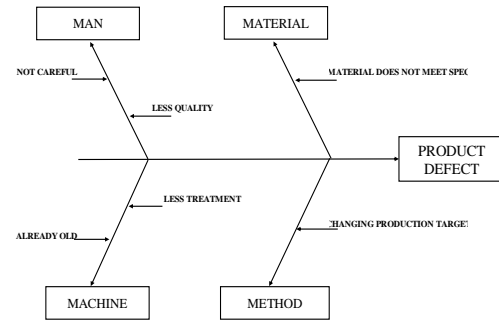 MAN
MATERIAL
NOT CAREFUL
MATERIAL DOES NOT MEET SPEC
LESS QUALITY
PRODUCT
DEFECT
LESS TREATMENT
CHANGING PRODUCTION TARGET
ALREADY OLD
MACHINE
METHOD